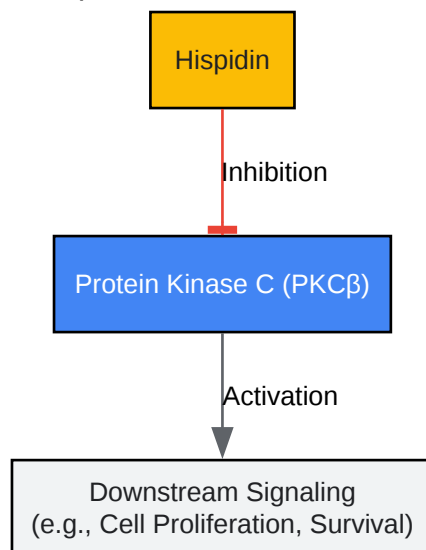 Hispidin
Inhibition
Protein Kinase C (PKCβ)
Activation
Downstream Signaling
(e.g., Cell Proliferation, Survival)